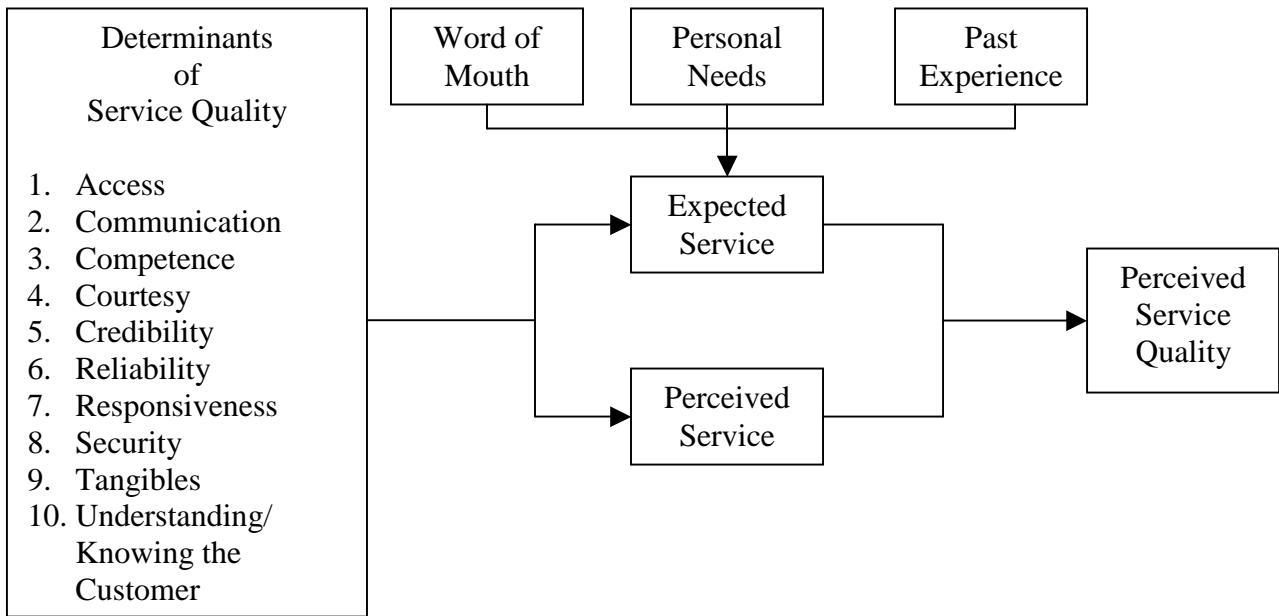 Determinants
of
Service Quality
1. Access
2. Communication
3. Competence
4. Courtesy
5. Credibility
6. Reliability
7. Responsiveness
8. Security
9. Tangibles
10. Understanding/
Knowing the
Customer
Word of
Mouth
Personal
Needs
Past
Experience
Expected
Service
Perceived
Service
Perceived
Service
Quality